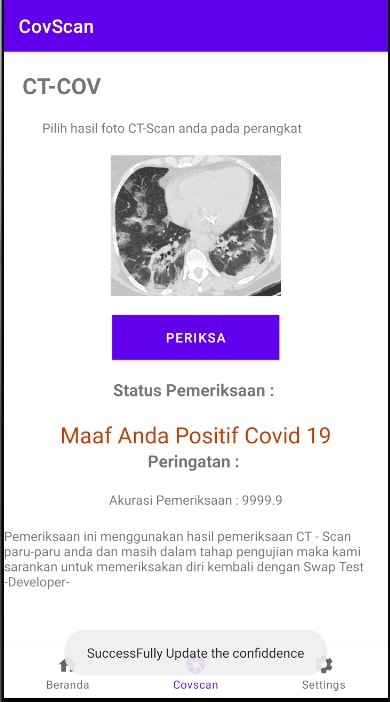 CovScan
CT-COV
Pilih hasil foto CT-Scan anda pada perangkat
PERIKSA
Status Pemeriksaan :
Maaf Anda Positif Covid 19
Peringatan :
Akurasi Pemeriksaan : 9999.9
Pemeriksaan ini menggunakan hasil pemeriksaan CT - Scan
paru-paru anda dan masih dalam tahap pengujian maka kami
sarankan untuk memeriksakan diri kembali dengan Swap Test
-Developer-
SuccessFully Update the confiddence
Beranda
Covscan
Settings